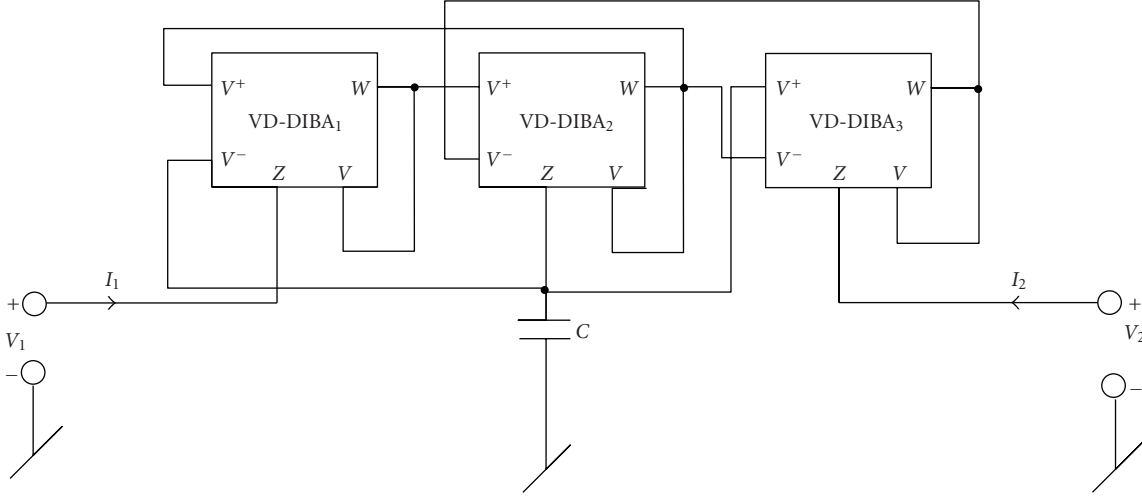 V⁺ W V⁺ W V⁺ W
VD-DIBA₁ VD-DIBA₂ VD-DIBA₃
V⁻ Z V V⁻ Z V V⁻ Z V
I₁ I₂
+ +
V₁ C V₂
− −